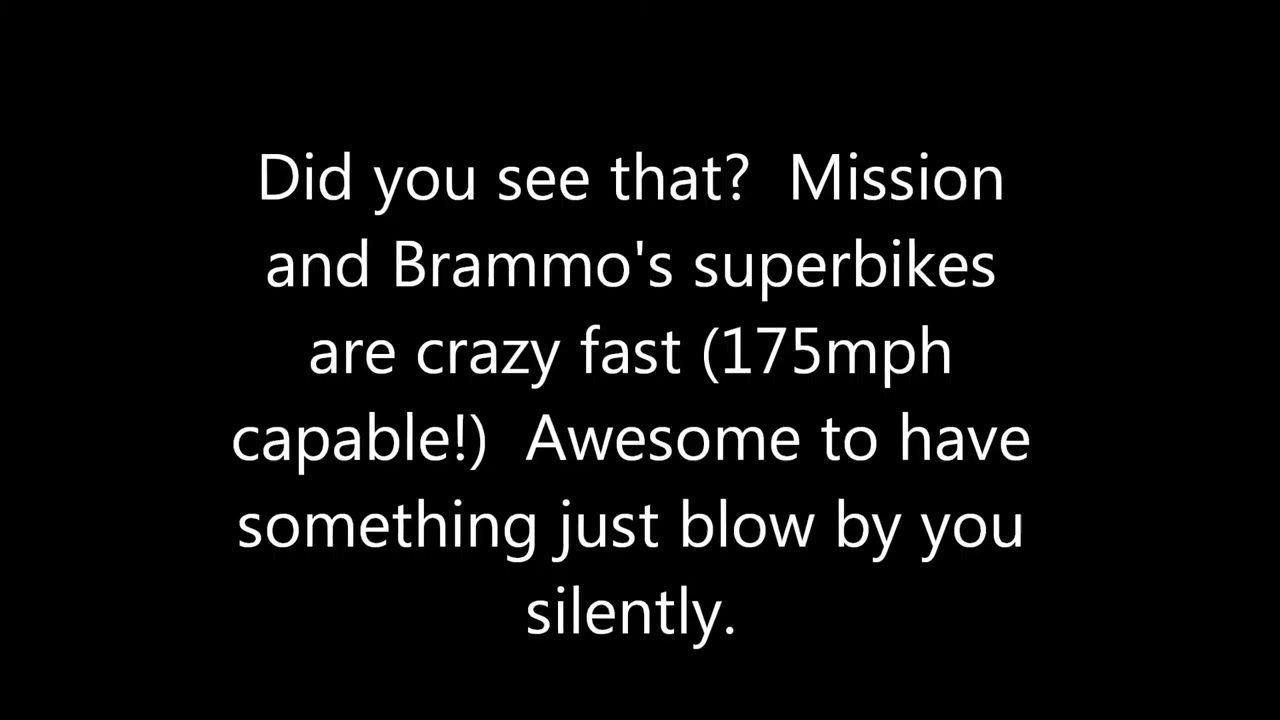 Did you see that?  Mission
and Brammo's superbikes
are crazy fast (175mph
capable!)  Awesome to have
something just blow by you
silently.